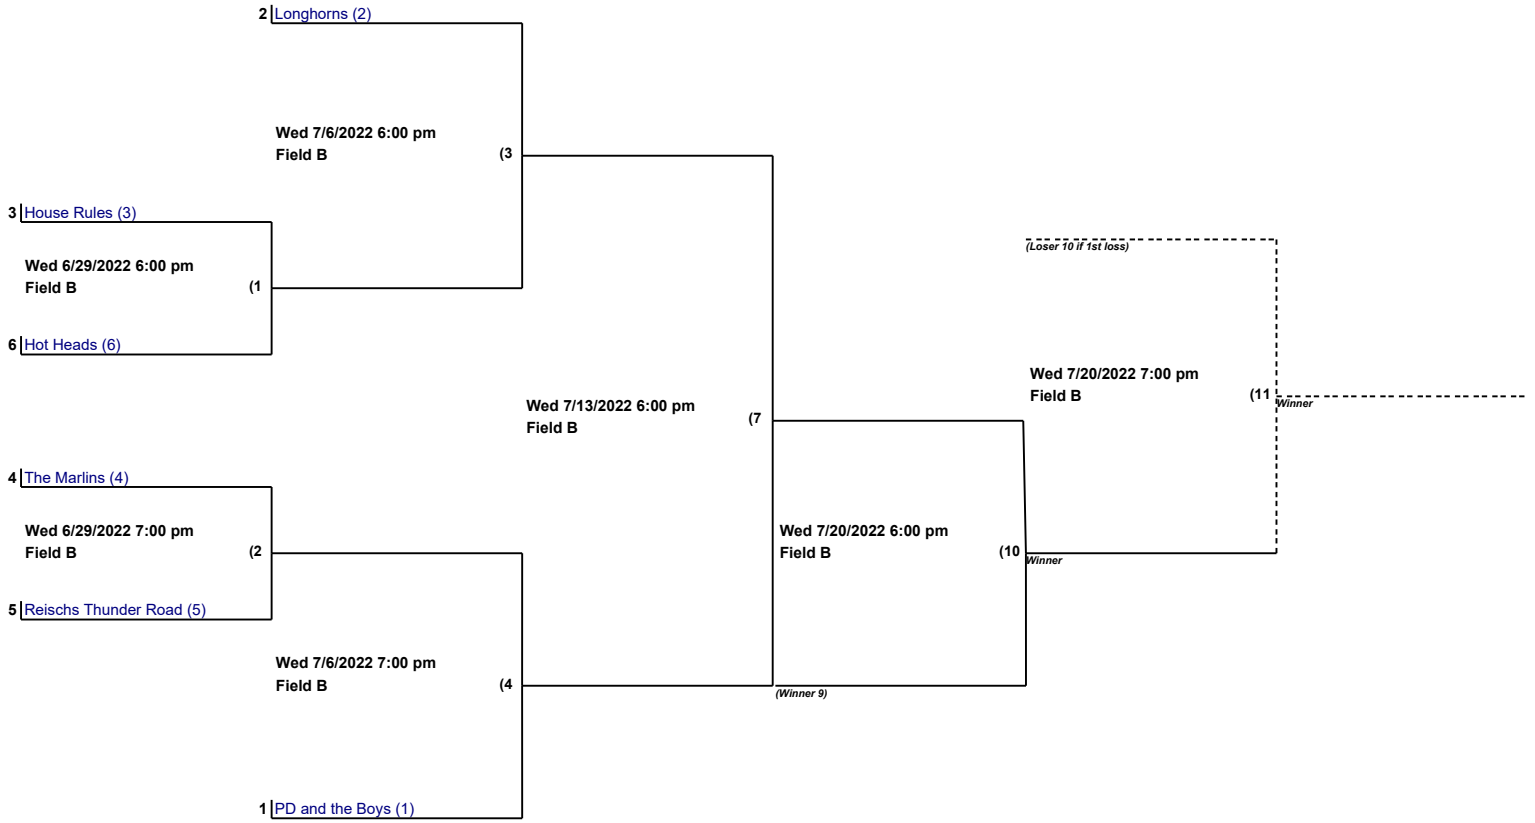 2 Longhorns (2)
Wed 7/6/2022 6:00 pm
Field B
(3
3 House Rules (3)
Wed 6/29/2022 6:00 pm
Field B
(1
6 Hot Heads (6)
(Loser 10 if 1st loss)
Wed 7/20/2022 7:00 pm
Field B
(11
Winner
Wed 7/13/2022 6:00 pm
Field B
(7
4 The Marlins (4)
Wed 6/29/2022 7:00 pm
Field B
(2
5 Reischs Thunder Road (5)
Wed 7/20/2022 6:00 pm
Field B
(10
Winner
Wed 7/6/2022 7:00 pm
Field B
(4
(Winner 9)
1 PD and the Boys (1)